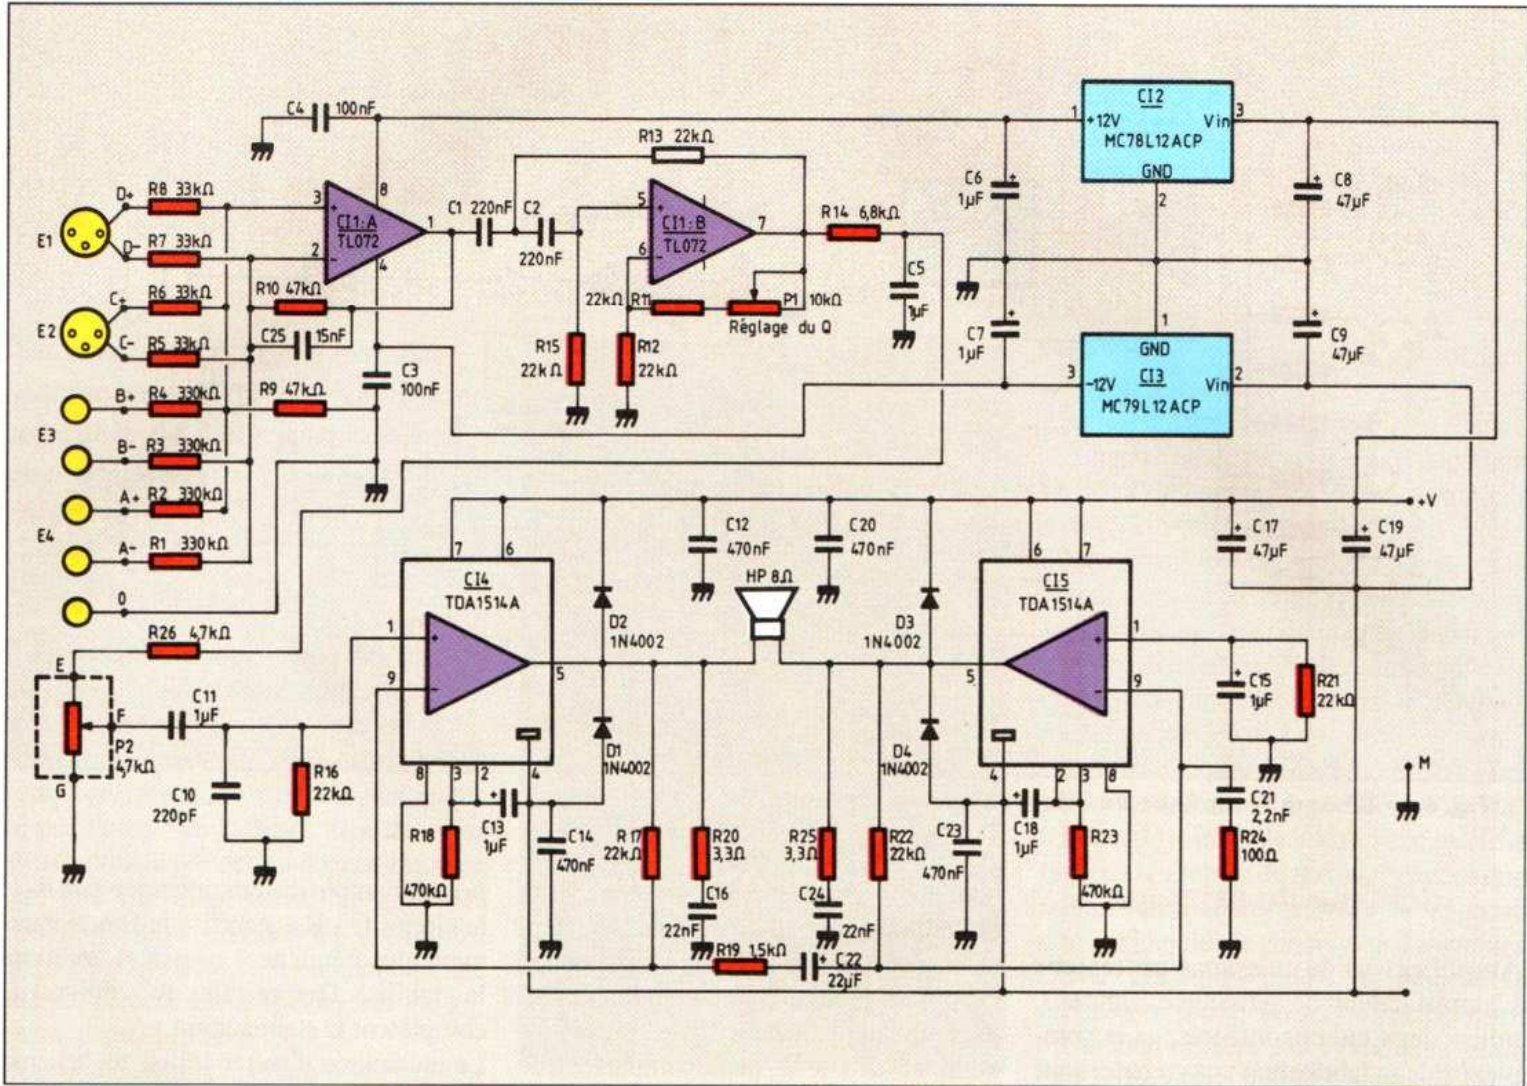 C4 100nF
1 +12V CI2 Vin 3
MC78L12ACP
GND
2
R13 22kΩ
D+ R8 33kΩ
E1
D- R7 33kΩ
3 + 8
CI1:A 1
TL072
2 - 4
C1 220nF C2
220nF
5 +
CI1:B 7
TL072
6 -
R14 6,8kΩ
C6
1µF
C8
47µF
C+ R6 33kΩ
E2
C- R5 33kΩ
R10 47kΩ
C25 15nF
22kΩ R11 P1 10kΩ
Réglage du Q
C5
1µF
C7
1µF
C9
47µF
R15
22kΩ
R12
22kΩ
C3
100nF
1
GND
3 -12V CI3 Vin 2
MC79L12ACP
B+ R4 330kΩ
R9 47kΩ
E3
B- R3 330kΩ
A+ R2 330kΩ
E4
A- R1 330kΩ
0
R26 4,7kΩ
+V
C12
470nF
C20
470nF
C17
47µF
C19
47µF
7 6
CI4
TDA1514A
1 +
9 -
5
8 3 2 4
HP 8Ω
D2
1N4002
D3
1N4002
6 7
CI5
TDA1514A
+ 1
- 9
5
4 2 3 8
E
F
P2
4,7kΩ
G
C11
1µF
C10
220pF
R16
22kΩ
D1
1N4002
D4
1N4002
C15
1µF
R21
22kΩ
M
R18
470kΩ
C13
1µF
C14
470nF
R17
22kΩ
R20
3,3Ω
R25
3,3Ω
R22
22kΩ
C23
470nF
C18
1µF
R23
470kΩ
C21
2,2nF
R24
100Ω
C16
22nF
C24
22nF
R19 1,5kΩ
C22
22µF